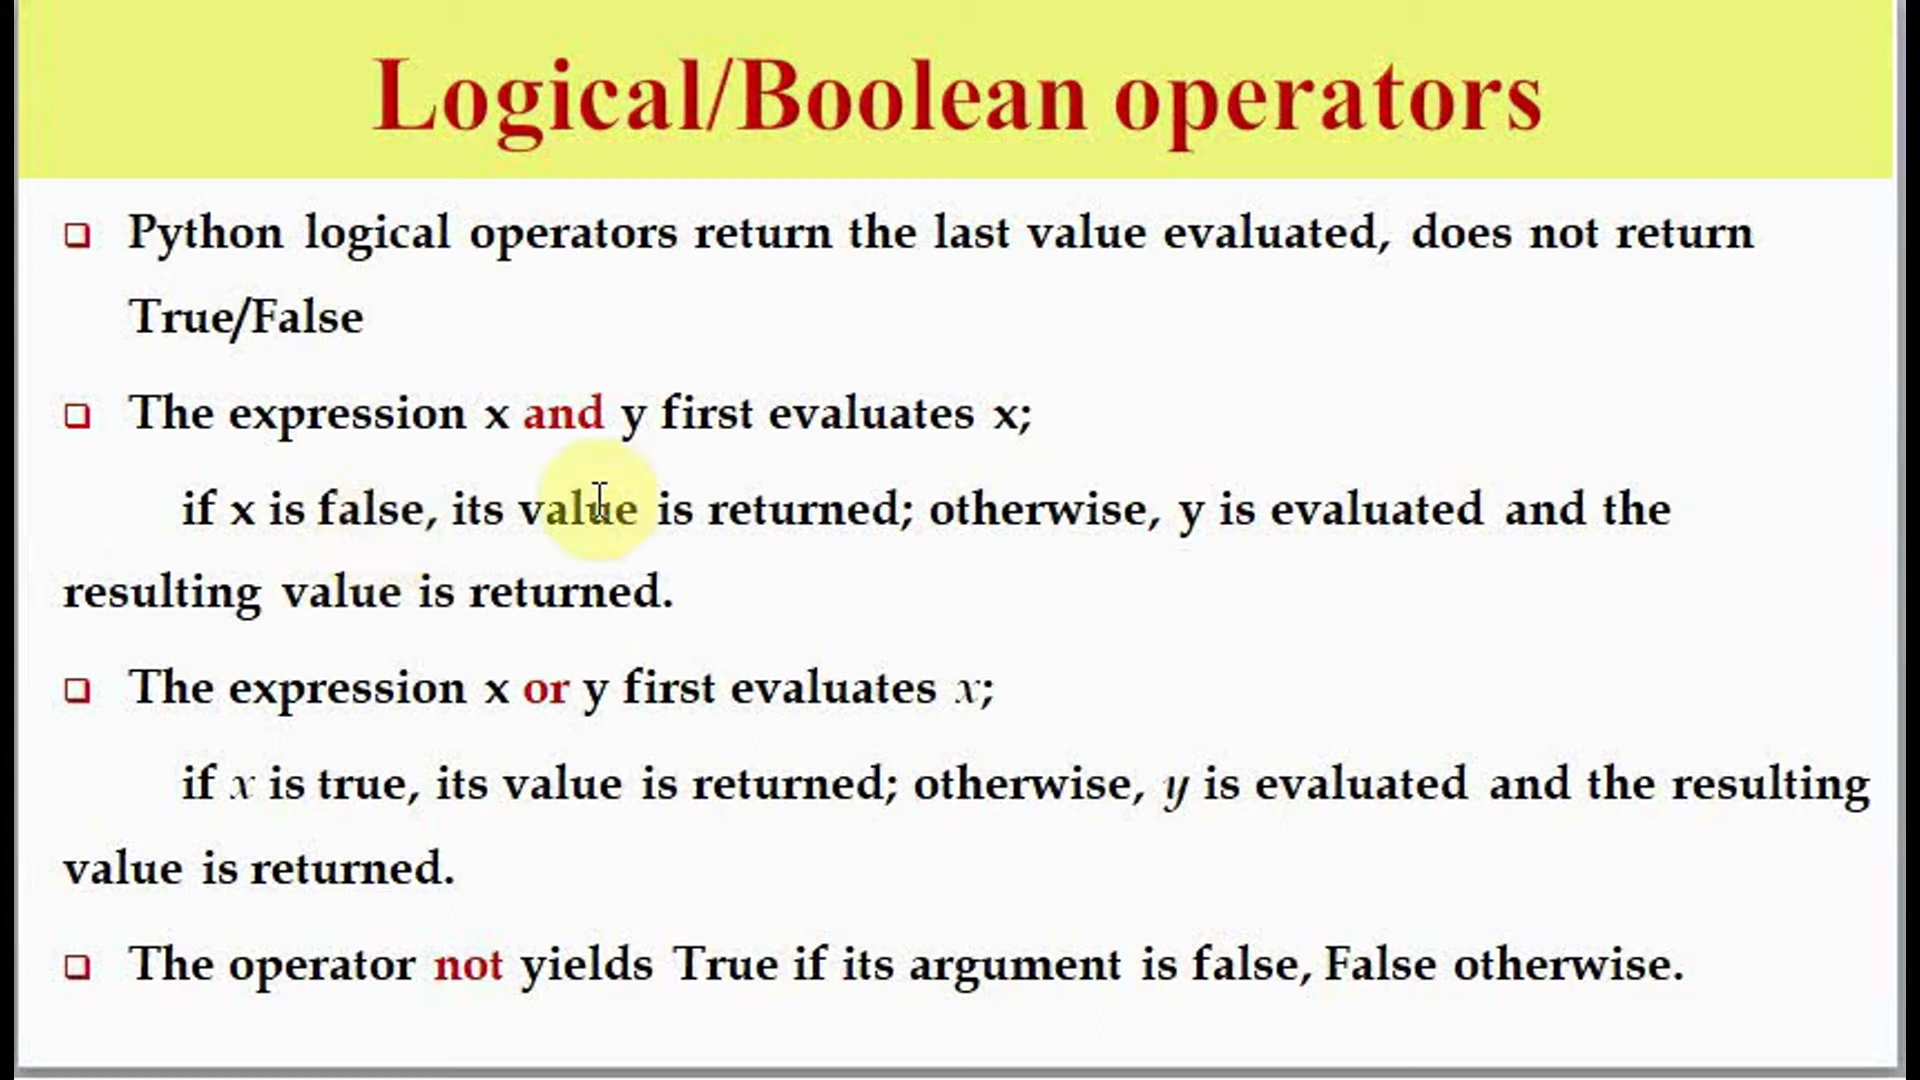 Logical/Boolean operators
❑ Python logical operators return the last value evaluated, does not return
True/False
❑ The expression x and y first evaluates x;
if x is false, its value is returned; otherwise, y is evaluated and the
resulting value is returned.
❑ The expression x or y first evaluates x;
if x is true, its value is returned; otherwise, y is evaluated and the resulting
value is returned.
❑ The operator not yields True if its argument is false, False otherwise.